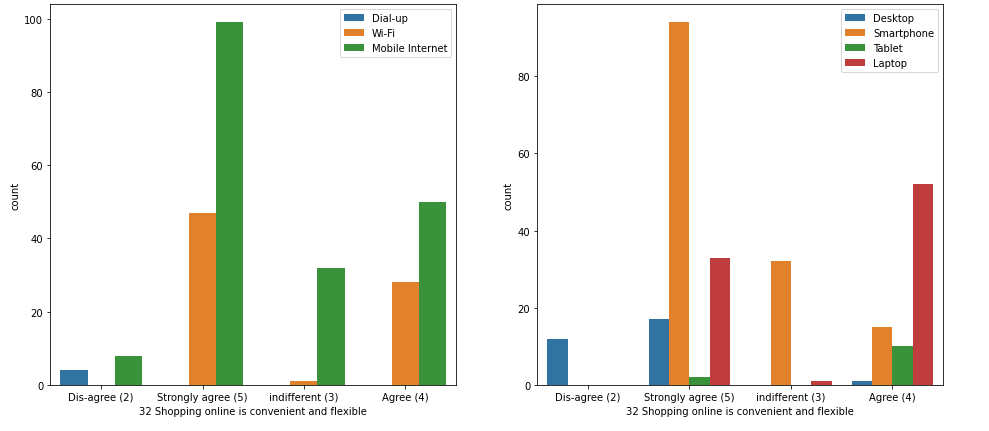 100
80
60
40
20
0
count
Dis-agree (2) Strongly agree (5) indifferent (3) Agree (4)
32 Shopping online is convenient and flexible
Dial-up
Wi-Fi
Mobile Internet
80
60
40
20
0
count
Dis-agree (2) Strongly agree (5) indifferent (3) Agree (4)
32 Shopping online is convenient and flexible
Desktop
Smartphone
Tablet
Laptop